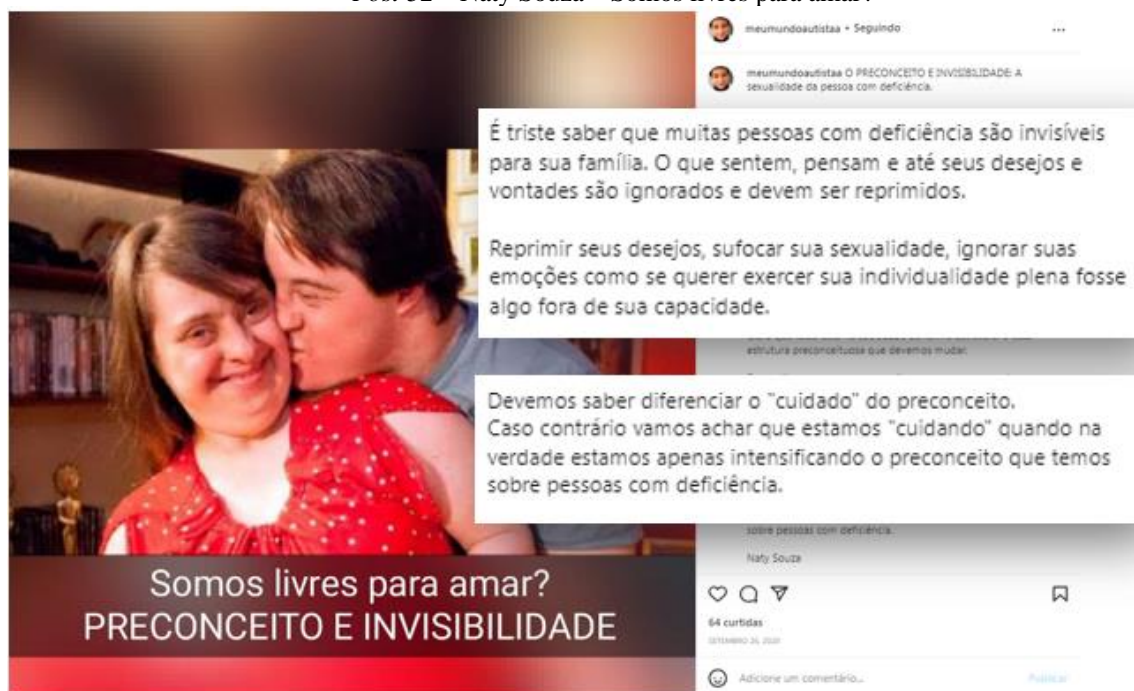 meumundoautistaa • Seguindo
...
meumundoautistaa O PRECONCEITO E INVISIBILIDADE: A
sexualidade da pessoa com deficiência.
É triste saber que muitas pessoas com deficiência são invisíveis
para sua família. O que sentem, pensam e até seus desejos e
vontades são ignorados e devem ser reprimidos.
Reprimir seus desejos, sufocar sua sexualidade, ignorar suas
emoções como se querer exercer sua individualidade plena fosse
algo fora de sua capacidade.
estrutura preconceituosa que devemos mudar.
Devemos saber diferenciar o "cuidado" do preconceito.
Caso contrário vamos achar que estamos "cuidando" quando na
verdade estamos apenas intensificando o preconceito que temos
sobre pessoas com deficiência.
sobre pessoas com deficiência.
Naty Souza
Somos livres para amar?
PRECONCEITO E INVISIBILIDADE
64 curtidas
SETEMBRO 26, 2020
Adicione um comentário...
Publicar